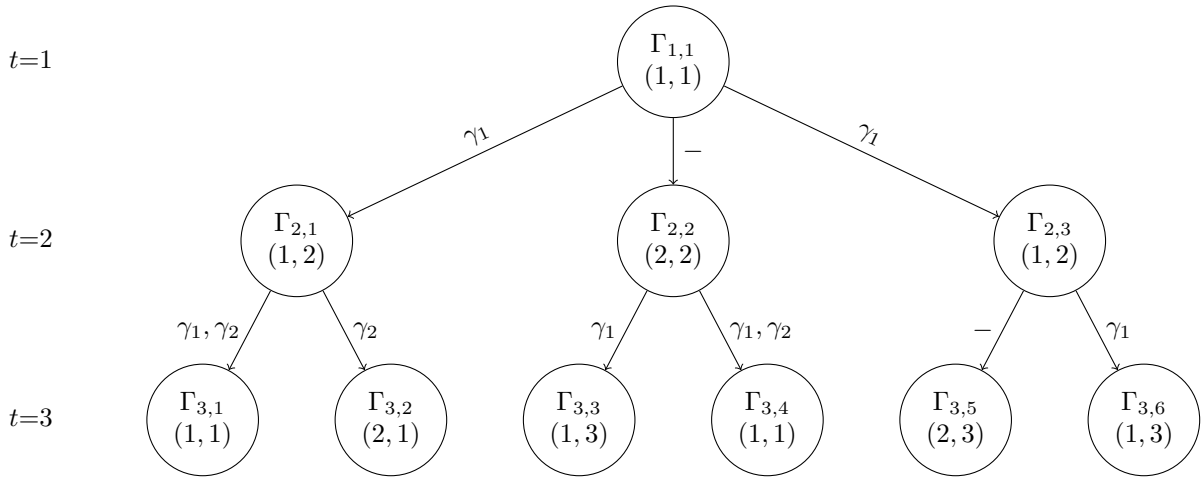 t=1
Γ₁,₁
(1, 1)
γ₁
−
γ₁
t=2
Γ₂,₁
(1, 2)
Γ₂,₂
(2, 2)
Γ₂,₃
(1, 2)
γ₁, γ₂
γ₂
γ₁
γ₁, γ₂
−
γ₁
t=3
Γ₃,₁
(1, 1)
Γ₃,₂
(2, 1)
Γ₃,₃
(1, 3)
Γ₃,₄
(1, 1)
Γ₃,₅
(2, 3)
Γ₃,₆
(1, 3)